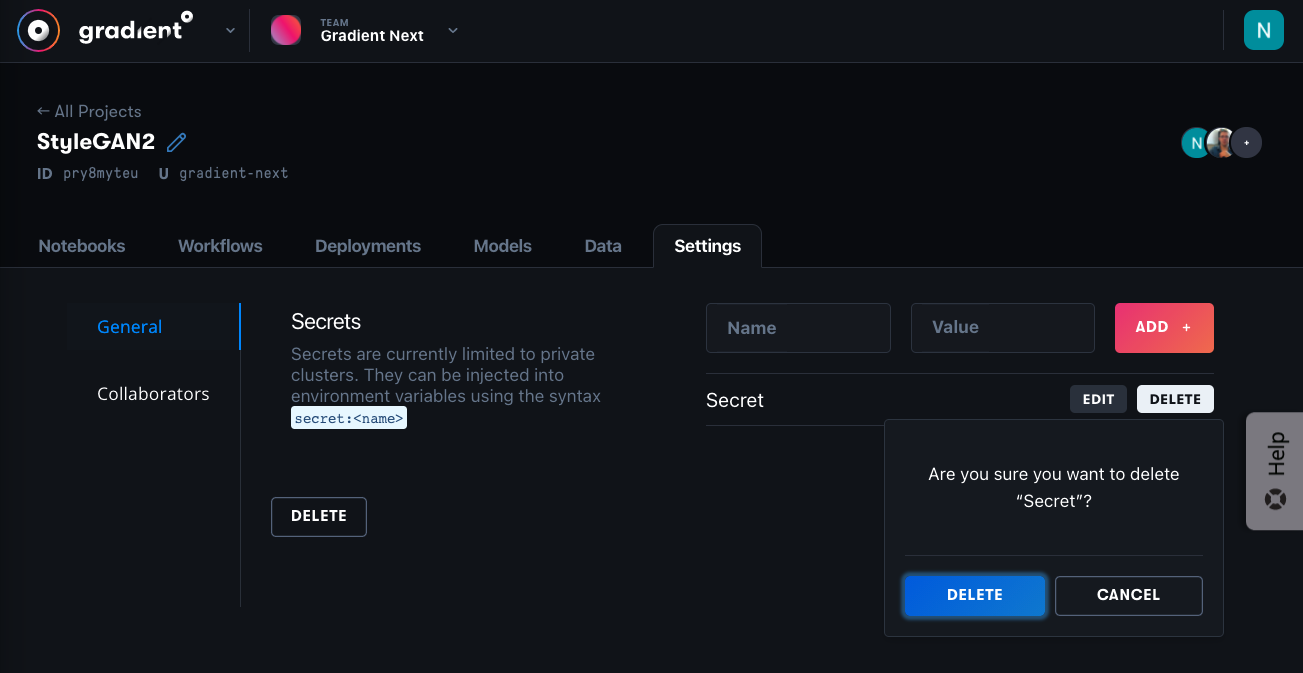 gradient
TEAM
Gradient Next
N
← All Projects
StyleGAN2
ID pry8myteu U gradient-next
N
+
Notebooks Workflows Deployments Models Data Settings
General
Collaborators
Secrets
Secrets are currently limited to private
clusters. They can be injected into
environment variables using the syntax
secret:<name>
DELETE
Name
Value
ADD +
Secret
EDIT
DELETE
Are you sure you want to delete
“Secret”?
DELETE
CANCEL
Help